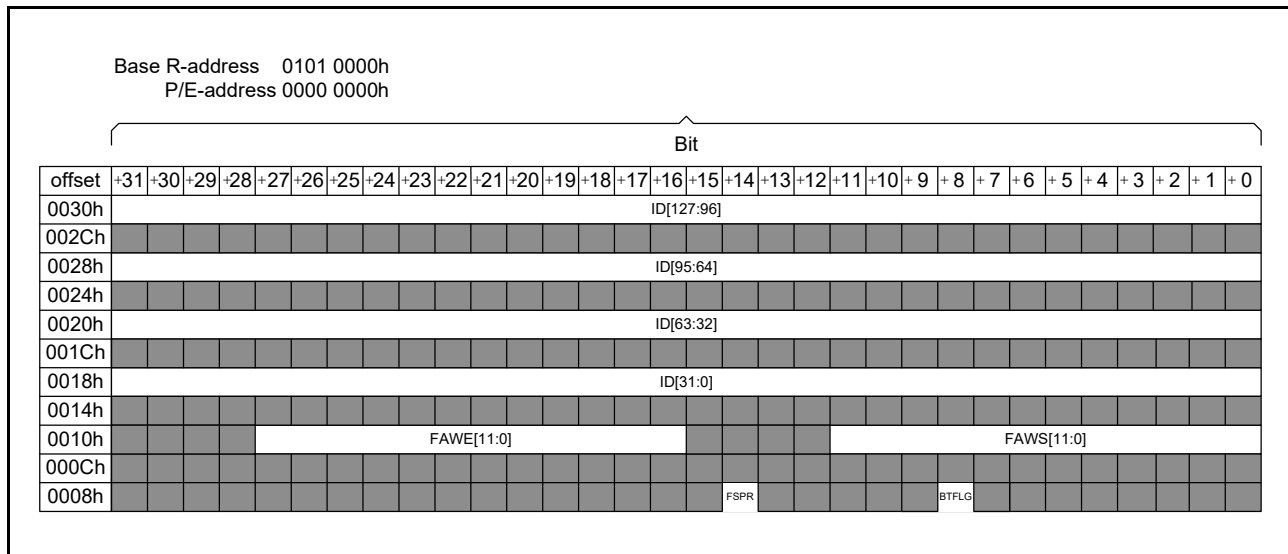 Base R-address 0101 0000h
P/E-address 0000 0000h
Bit
offset +31 +30 +29 +28 +27 +26 +25 +24 +23 +22 +21 +20 +19 +18 +17 +16 +15 +14 +13 +12 +11 +10 + 9 + 8 + 7 + 6 + 5 + 4 + 3 + 2 + 1 + 0
0030h ID[127:96]
002Ch
0028h ID[95:64]
0024h
0020h ID[63:32]
001Ch
0018h ID[31:0]
0014h
0010h FAWE[11:0] FAWS[11:0]
000Ch
0008h FSPR BTFLG